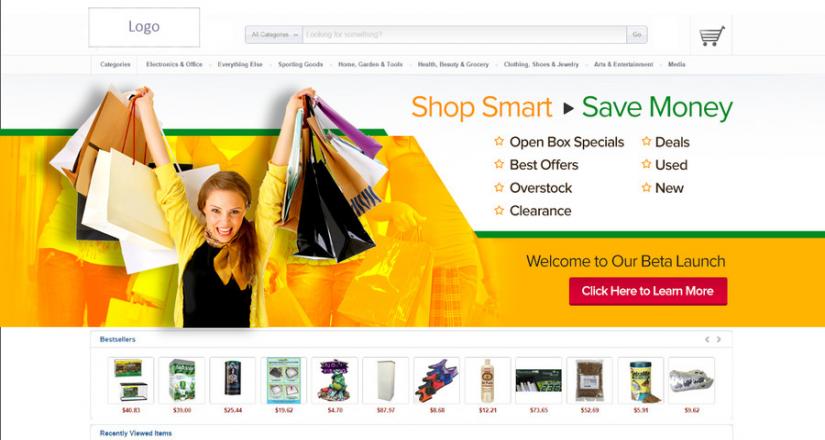 Logo
All Categories
Looking for something?
Go
Categories
Electronics & Office
Everything Else
Sporting Goods
Home, Garden & Tools
Health, Beauty & Grocery
Clothing, Shoes & Jewelry
Arts & Entertainment
Media
Shop Smart ▶ Save Money
Open Box Specials
Deals
Best Offers
Used
Overstock
New
Clearance
Welcome to Our Beta Launch
Click Here to Learn More
Bestsellers
$40.83
$39.00
$25.44
$19.62
$4.70
$87.97
$8.68
$12.21
$73.65
$52.69
$5.91
$9.62
Recently Viewed Items